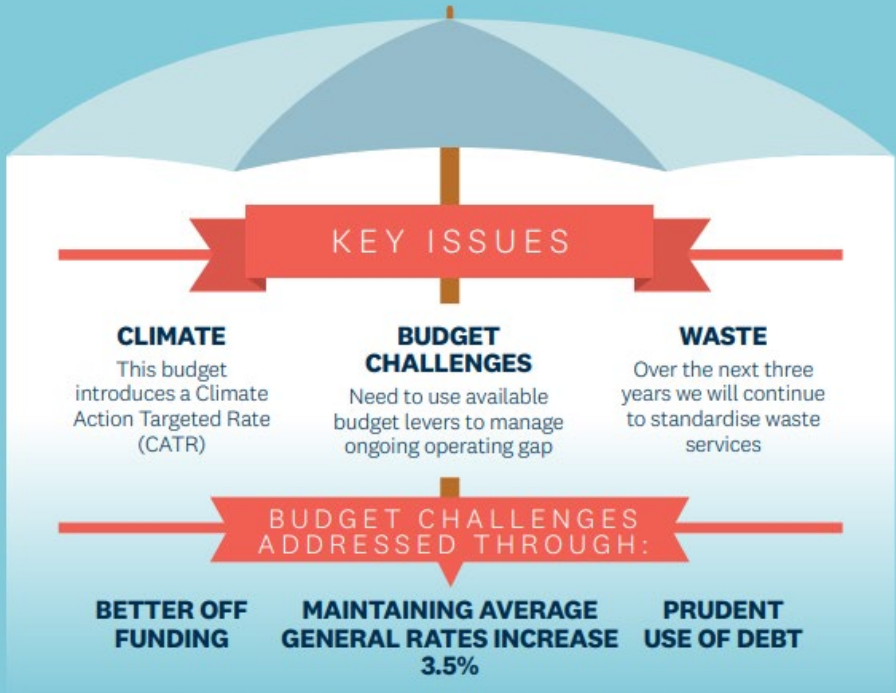 KEY ISSUES
CLIMATE
This budget
introduces a Climate
Action Targeted Rate
(CATR)
BUDGET
CHALLENGES
Need to use available
budget levers to manage
ongoing operating gap
WASTE
Over the next three
years we will continue
to standardise waste
services
BUDGET CHALLENGES
ADDRESSED THROUGH:
BETTER OFF
FUNDING
MAINTAINING AVERAGE
GENERAL RATES INCREASE
3.5%
PRUDENT
USE OF DEBT